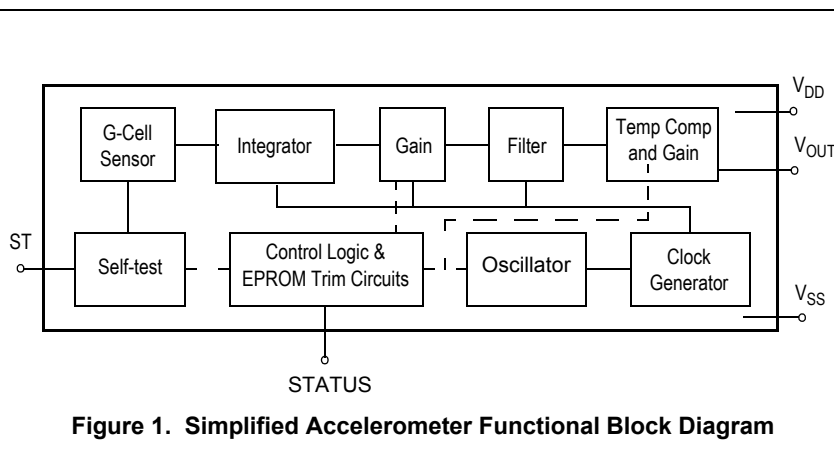 V_DD
G-Cell
Sensor
Integrator
Gain
Filter
Temp Comp
and Gain
V_OUT
ST
Self-test
Control Logic &
EPROM Trim Circuits
Oscillator
Clock
Generator
V_SS
STATUS
Figure 1. Simplified Accelerometer Functional Block Diagram